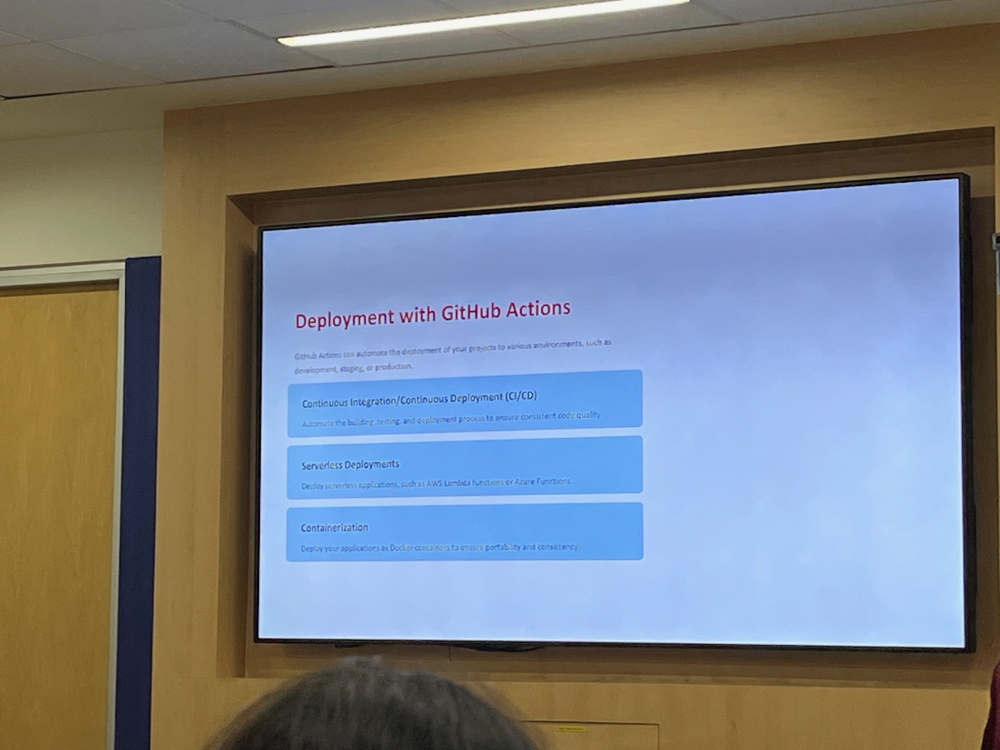 Deployment with GitHub Actions
GitHub Actions can automate the deployment of your projects to various environments, such as
development, staging, or production.
Continuous Integration/Continuous Deployment (CI/CD)
Automate the building, testing, and deployment process to ensure consistent code quality.
Serverless Deployments
Deploy serverless applications, such as AWS Lambda functions or Azure Functions.
Containerization
Deploy your applications as Docker containers to ensure portability and consistency.